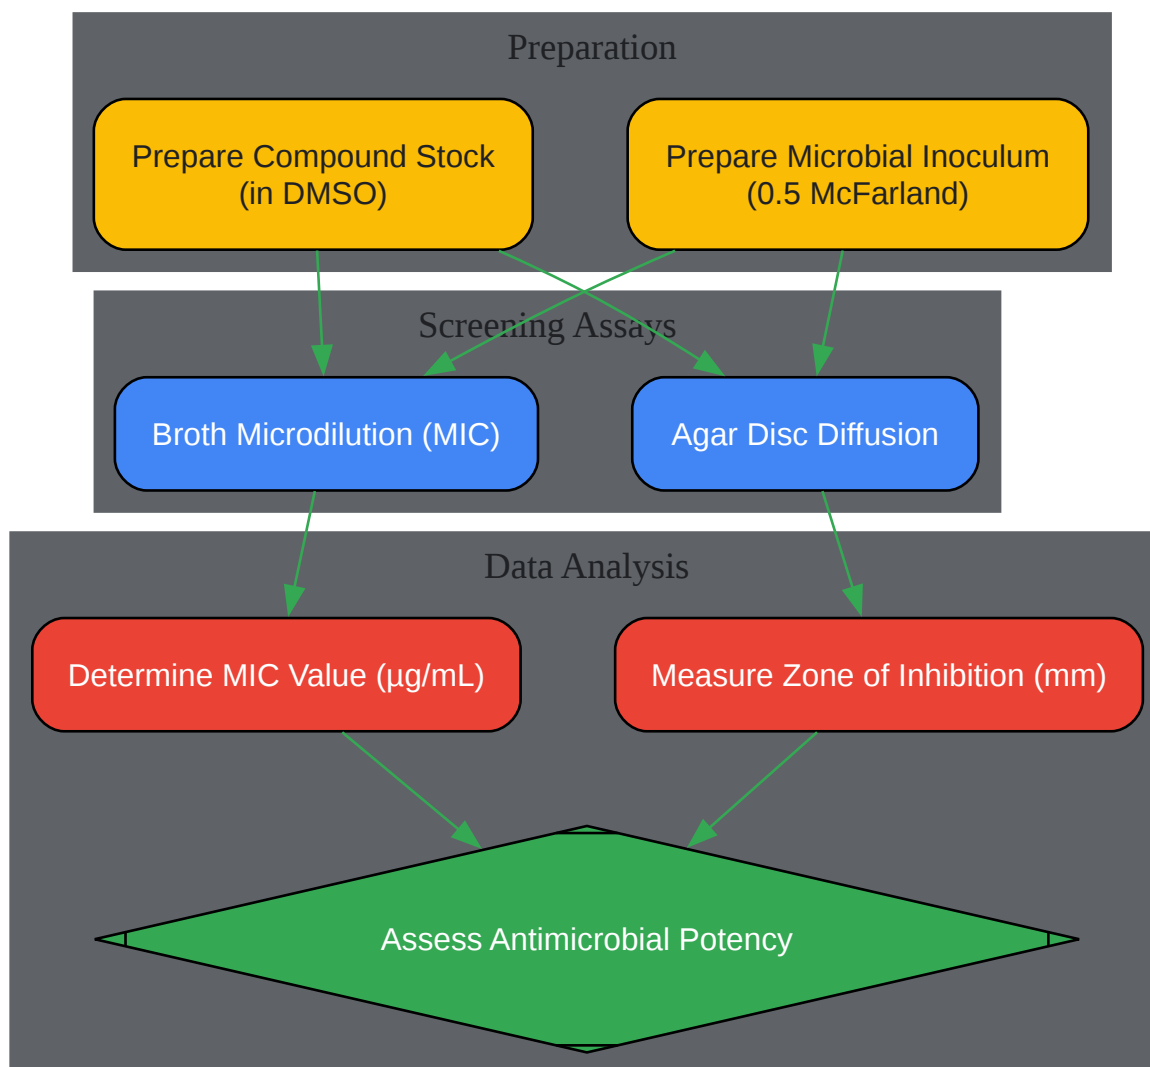 Preparation
Prepare Compound Stock
(in DMSO)
Prepare Microbial Inoculum
(0.5 McFarland)
Screening Assays
Broth Microdilution (MIC)
Agar Disc Diffusion
Data Analysis
Determine MIC Value (µg/mL)
Measure Zone of Inhibition (mm)
Assess Antimicrobial Potency